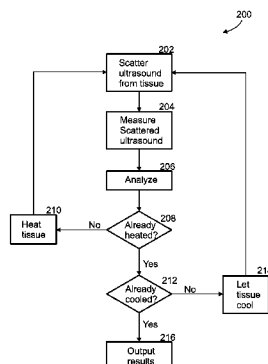 200
202
Scatter
ultrasound
from tissue
204
Measure
Scattered
ultrasound
206
Analyze
210
Heat
tissue
No
Already
heated?
208
Yes
212
Already
cooled?
No
Let
tissue
cool
Yes
216
Output
results